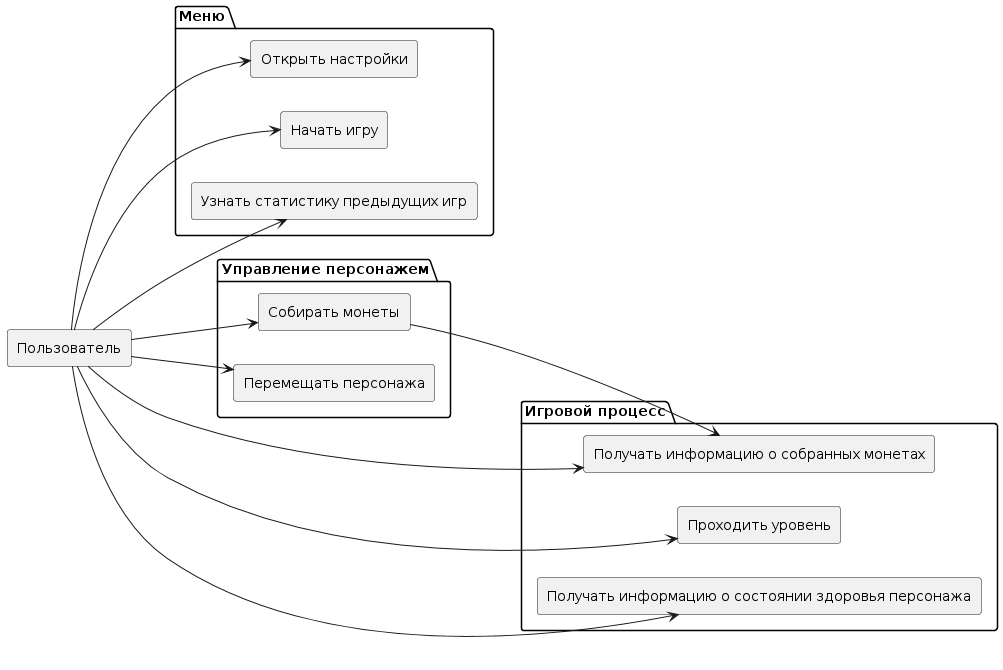 Меню
Открыть настройки
Начать игру
Узнать статистику предыдущих игр
Управление персонажем
Собирать монеты
Пользователь
Перемещать персонажа
Игровой процесс
Получать информацию о собранных монетах
Проходить уровень
Получать информацию о состоянии здоровья персонажа